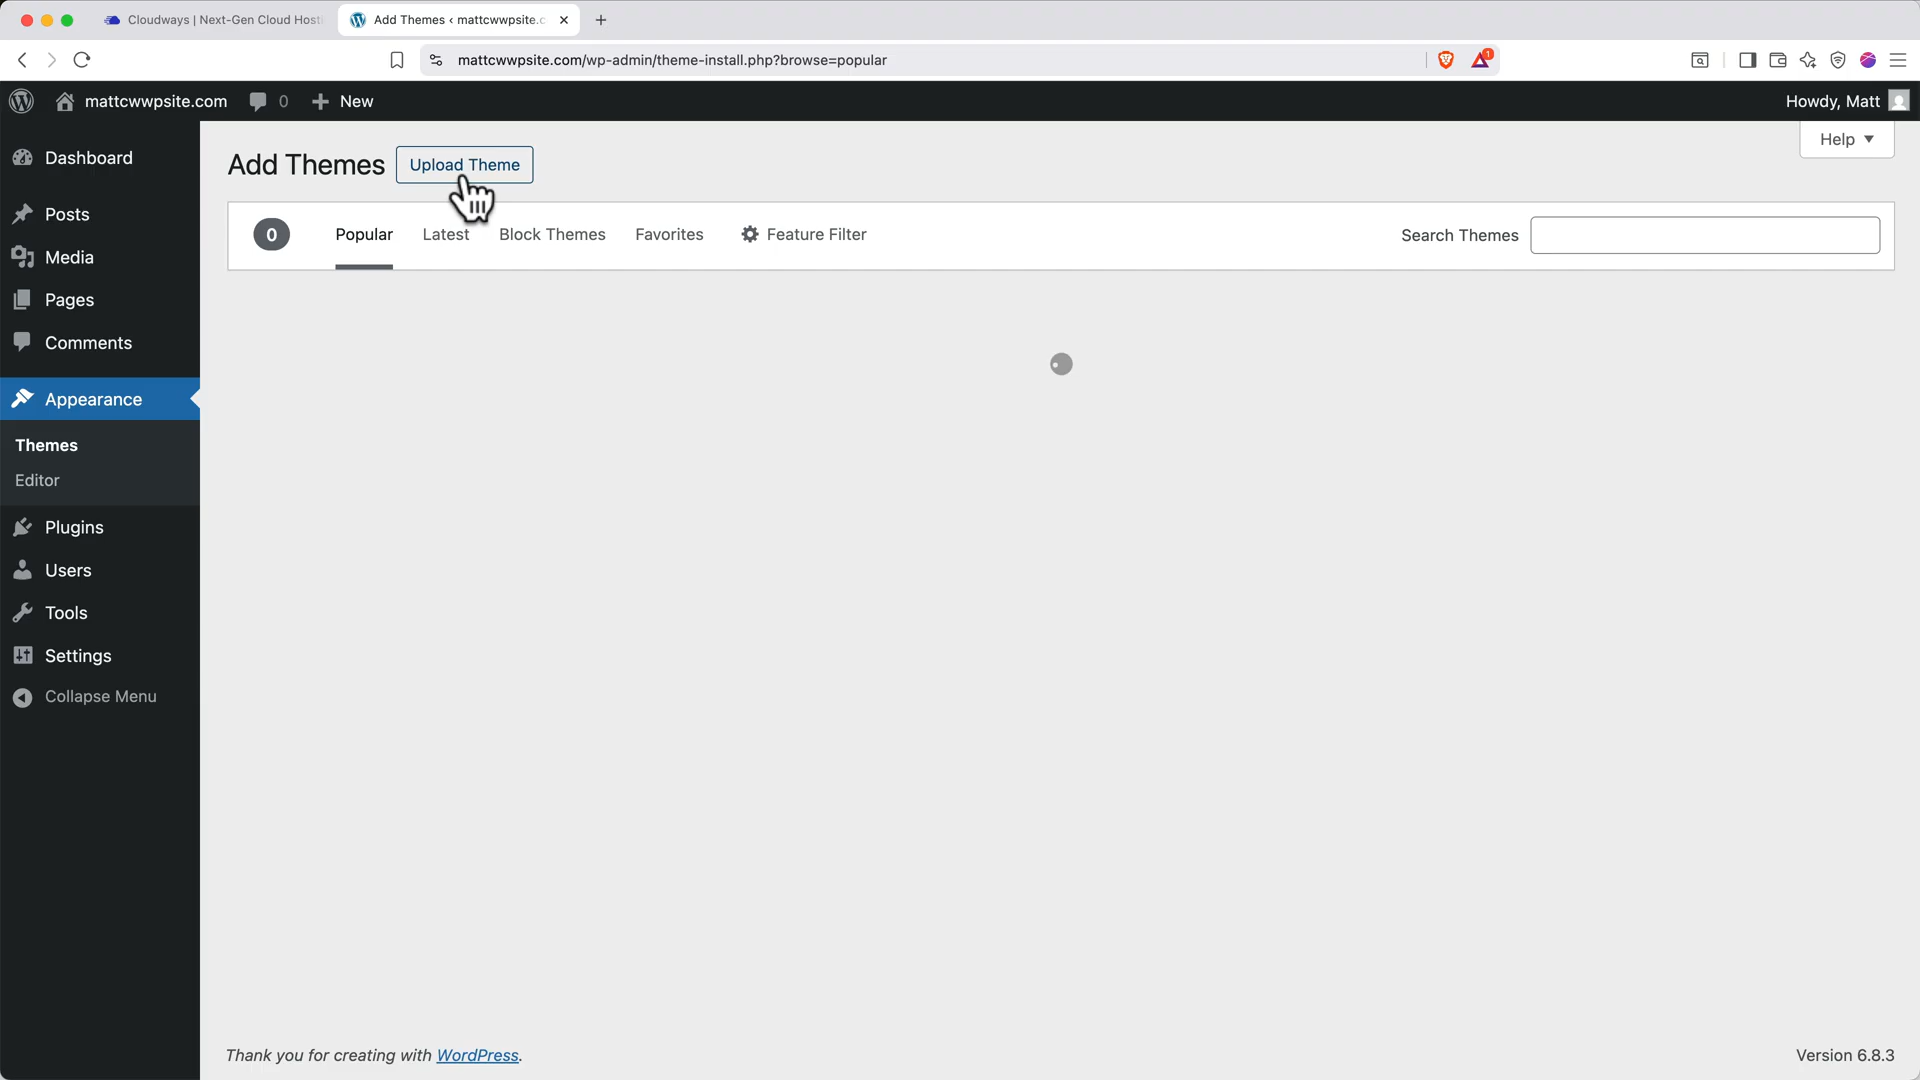 Cloudways | Next-Gen Cloud Host
Add Themes ‹ mattcwwpsite.c
mattcwwpsite.com/wp-admin/theme-install.php?browse=popular
1
mattcwwpsite.com
0
New
Howdy, Matt
Help
Add Themes
Upload Theme
0
Popular
Latest
Block Themes
Favorites
Feature Filter
Search Themes
Dashboard
Posts
Media
Pages
Comments
Appearance
Themes
Editor
Plugins
Users
Tools
Settings
Collapse Menu
Thank you for creating with WordPress.
Version 6.8.3